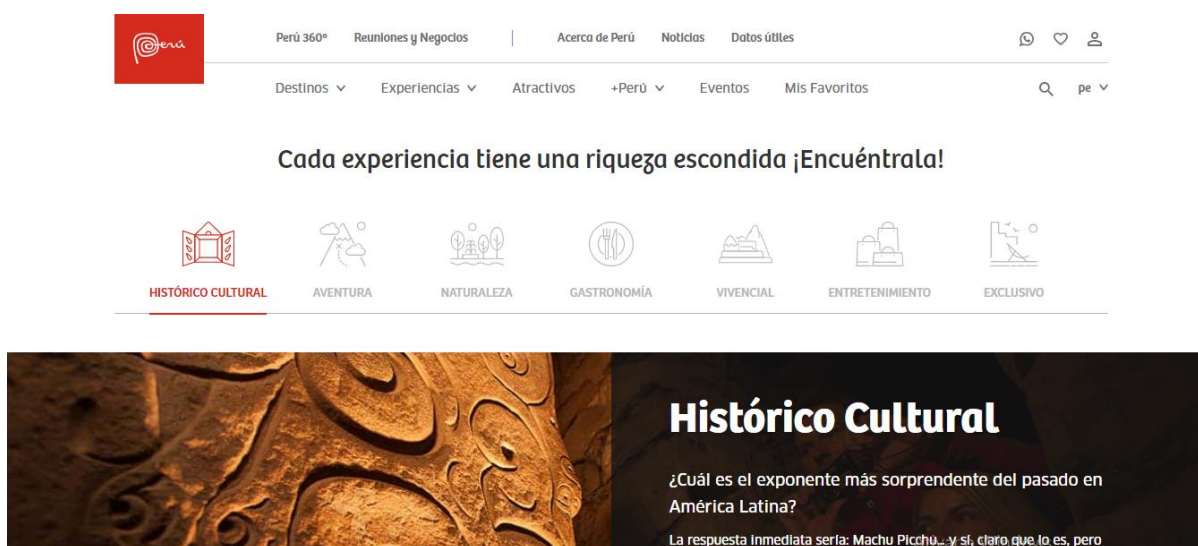 Perú
Perú 360º Reuniones y Negocios | Acerca de Perú Noticias Datos útiles
Destinos Experiencias Atractivos +Perú Eventos Mis Favoritos pe
Cada experiencia tiene una riqueza escondida ¡Encuéntrala!
HISTÓRICO CULTURAL AVENTURA NATURALEZA GASTRONOMÍA VIVENCIAL ENTRETENIMIENTO EXCLUSIVO
Histórico Cultural
¿Cuál es el exponente más sorprendente del pasado en
América Latina?
La respuesta inmediata sería: Machu Picchu... y sí, claro que lo es, pero